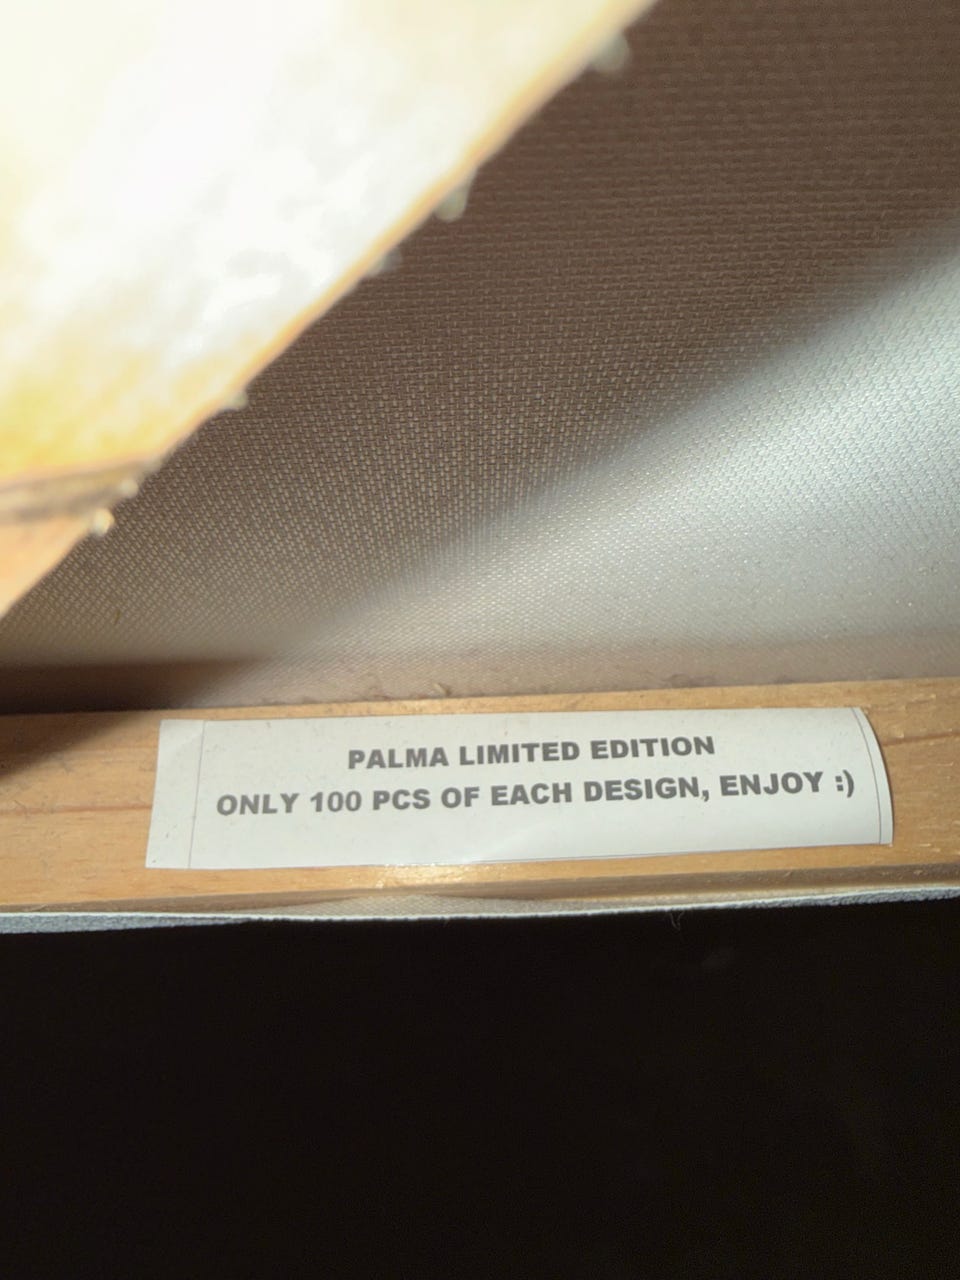 PALMA LIMITED EDITION
ONLY 100 PCS OF EACH DESIGN, ENJOY :)